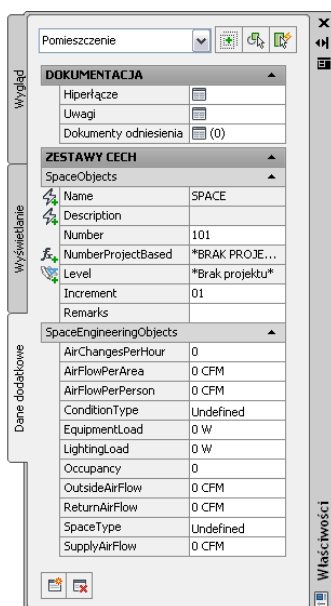 Pomieszczenie
DOKUMENTACJA
Hiperłącze
Uwagi
Dokumenty odniesienia (0)
ZESTAWY CECH
SpaceObjects
Name SPACE
Description
Number 101
NumberProjectBased *BRAK PROJE...
Level *Brak projektu*
Increment 01
Remarks
SpaceEngineeringObjects
AirChangesPerHour 0
AirFlowPerArea 0 CFM
AirFlowPerPerson 0 CFM
ConditionType Undefined
EquipmentLoad 0 W
LightingLoad 0 W
Occupancy 0
OutsideAirFlow 0 CFM
ReturnAirFlow 0 CFM
SpaceType Undefined
SupplyAirFlow 0 CFM
Wygląd
Wyświetlanie
Dane dodatkowe
Właściwości